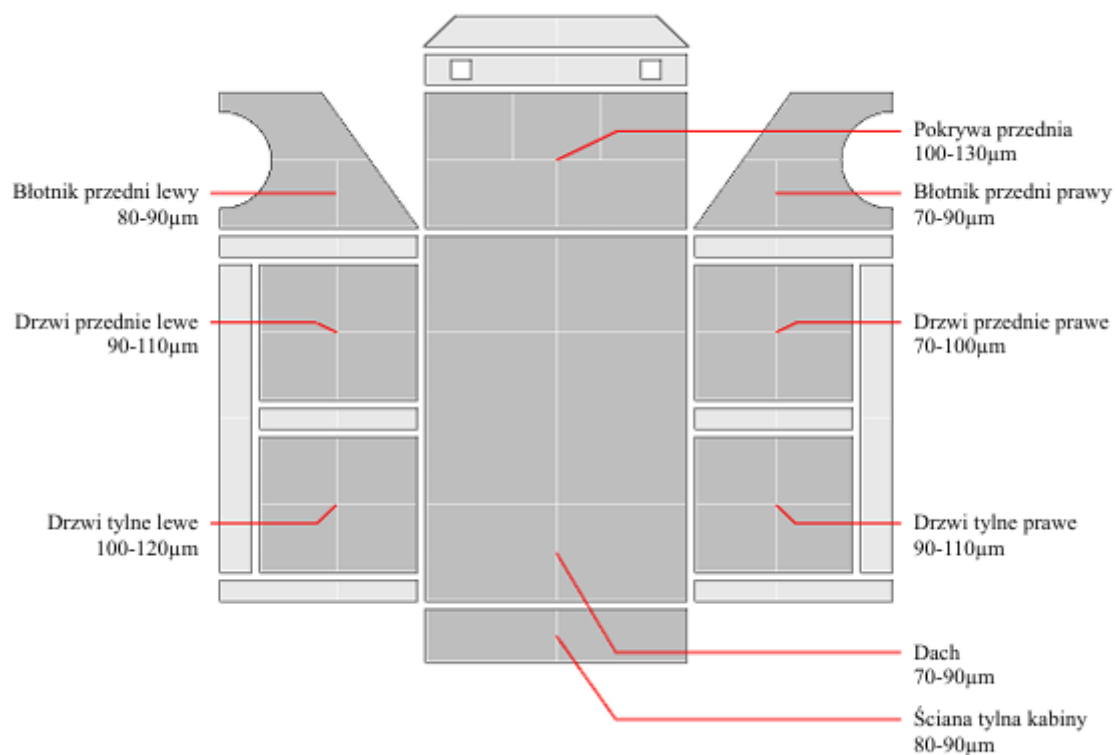 Pokrywa przednia
100-130µm
Błotnik przedni lewy
80-90µm
Błotnik przedni prawy
70-90µm
Drzwi przednie lewe
90-110µm
Drzwi przednie prawe
70-100µm
Drzwi tylne lewe
100-120µm
Drzwi tylne prawe
90-110µm
Dach
70-90µm
Ściana tylna kabiny
80-90µm